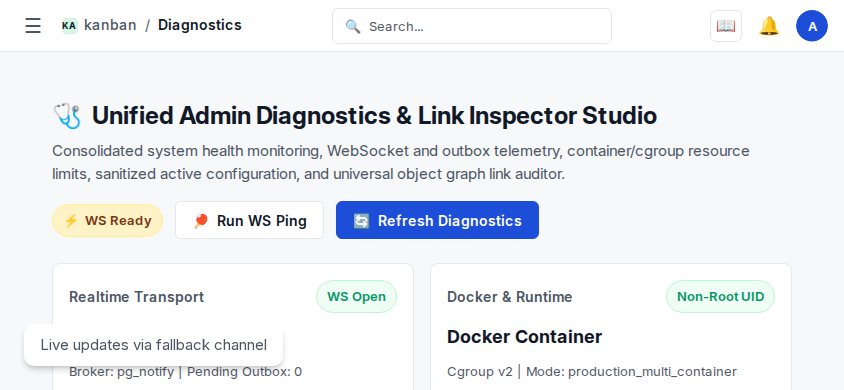 KA kanban / Diagnostics
Search...
A
Unified Admin Diagnostics & Link Inspector Studio
Consolidated system health monitoring, WebSocket and outbox telemetry, container/cgroup resource
limits, sanitized active configuration, and universal object graph link auditor.
WS Ready
Run WS Ping
Refresh Diagnostics
Realtime Transport
WS Open
Live updates via fallback channel
Broker: pg_notify | Pending Outbox: 0
Docker & Runtime
Non-Root UID
Docker Container
Cgroup v2 | Mode: production_multi_container